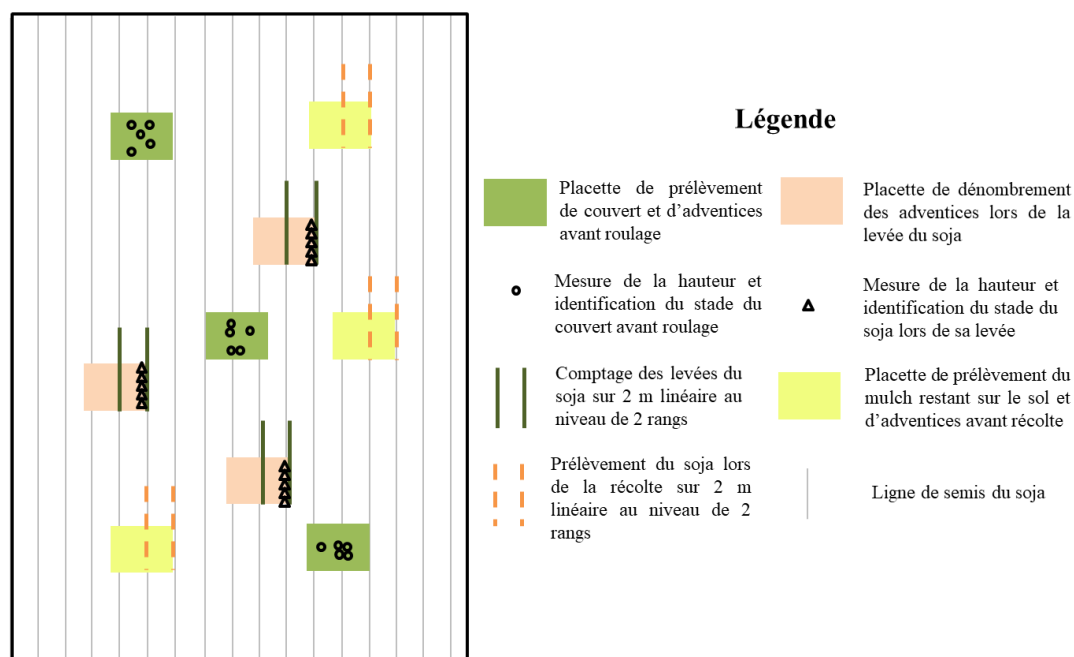 Légende
Placette de prélèvement
de couvert et d’adventices
avant roulage
Placette de dénombrement
des adventices lors de la
levée du soja
Mesure de la hauteur et
identification du stade du
couvert avant roulage
Mesure de la hauteur et
identification du stade du
soja lors de sa levée
Comptage des levées du
soja sur 2 m linéaire au
niveau de 2 rangs
Placette de prélèvement du
mulch restant sur le sol et
d’adventices avant récolte
Prélèvement du soja lors
de la récolte sur 2 m
linéaire au niveau de 2
rangs
Ligne de semis du soja